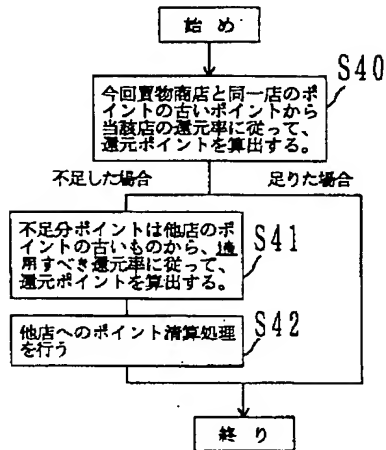 始め
S40
今回買物商店と同一店のポ
イントの古いポイントから
当該店の還元率に従って、
還元ポイントを算出する。
不足した場合
足りた場合
不足分ポイントは他店のポ
イントの古いものから、適
用すべき還元率に従って、
還元ポイントを算出する。
S41
他店へのポイント清算処理
を行う
S42
終り